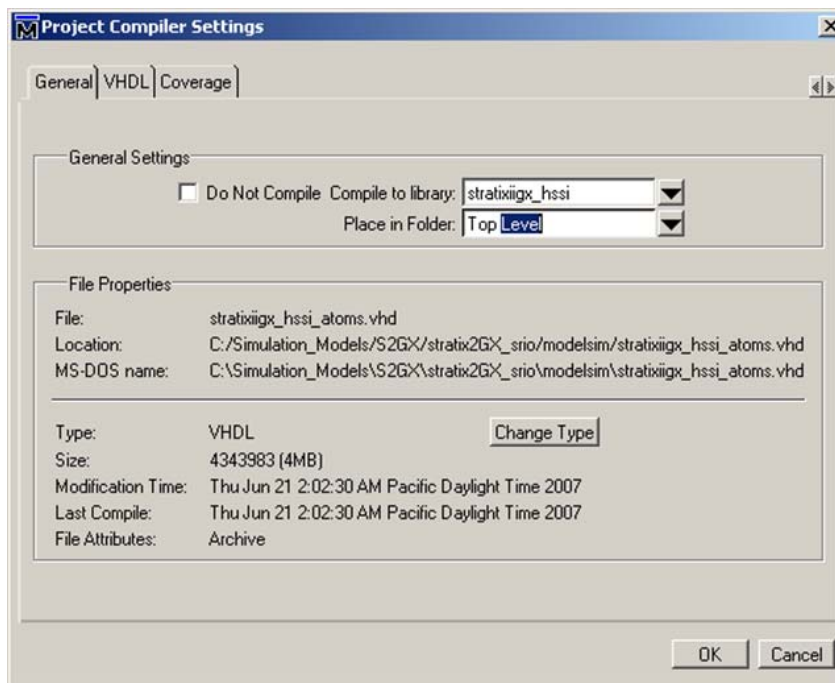 Project Compiler Settings
General VHDL Coverage
General Settings
Do Not Compile Compile to library: stratixiigx_hssi
Place in Folder: Top Level
File Properties
File: stratixiigx_hssi_atoms.vhd
Location: C:/Simulation_Models/S2GX/stratix2GX_srio/modelsim/stratixiigx_hssi_atoms.vhd
MS-DOS name: C:\Simulation_Models\S2GX\stratix2GX_srio\modelsim\stratixiigx_hssi_atoms.vhd
Type: VHDL Change Type
Size: 4343983 (4MB)
Modification Time: Thu Jun 21 2:02:30 AM Pacific Daylight Time 2007
Last Compile: Thu Jun 21 2:02:30 AM Pacific Daylight Time 2007
File Attributes: Archive
OK Cancel